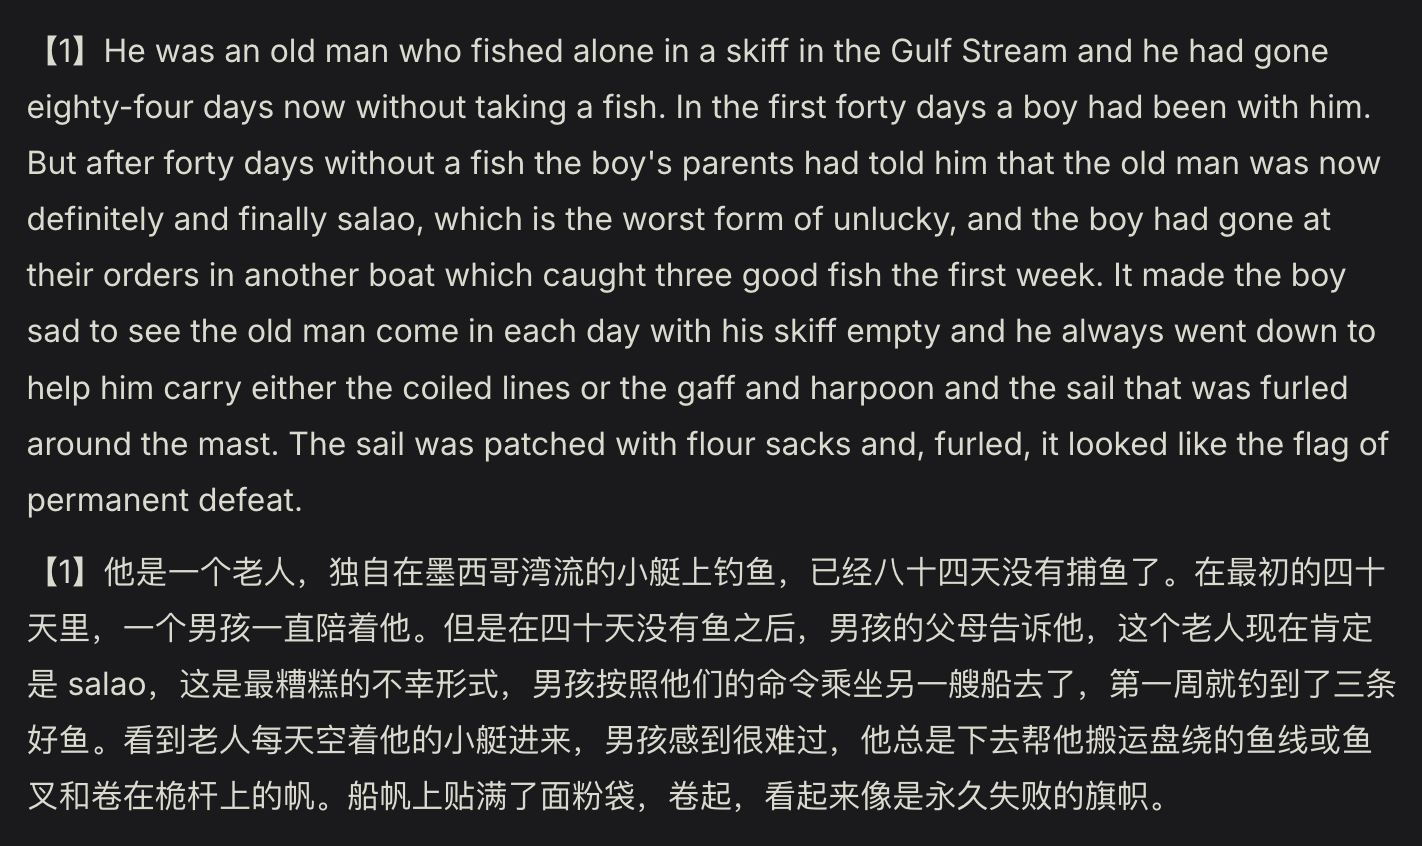 【1】He was an old man who fished alone in a skiff in the Gulf Stream and he had gone
eighty-four days now without taking a fish. In the first forty days a boy had been with him.
But after forty days without a fish the boy's parents had told him that the old man was now
definitely and finally salao, which is the worst form of unlucky, and the boy had gone at
their orders in another boat which caught three good fish the first week. It made the boy
sad to see the old man come in each day with his skiff empty and he always went down to
help him carry either the coiled lines or the gaff and harpoon and the sail that was furled
around the mast. The sail was patched with flour sacks and, furled, it looked like the flag of
permanent defeat.
【1】他是一个老人，独自在墨西哥湾流的小艇上钓鱼，已经八十四天没有捕鱼了。在最初的四十
天里，一个男孩一直陪着他。但是在四十天没有鱼之后，男孩的父母告诉他，这个老人现在肯定
是 salao，这是最糟糕的不幸形式，男孩按照他们的命令乘坐另一艘船去了，第一周就钓到了三条
好鱼。看到老人每天空着他的小艇进来，男孩感到很难过，他总是下去帮他搬运盘绕的鱼线或鱼
叉和卷在桅杆上的帆。船帆上贴满了面粉袋，卷起，看起来像是永久失败的旗帜。